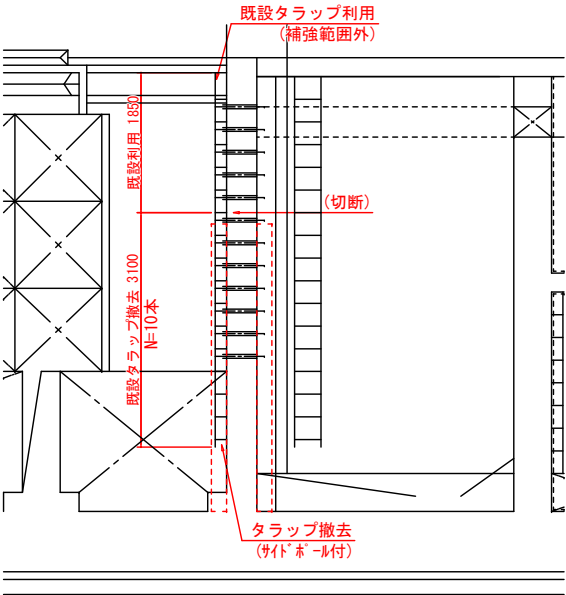 既設タラップ利用
(補強範囲外)
既設利用 1850
(切断)
既設タラップ撤去 3100
N=10本
タラップ撤去
(ｻｲﾄﾞﾎﾟｰﾙ付)